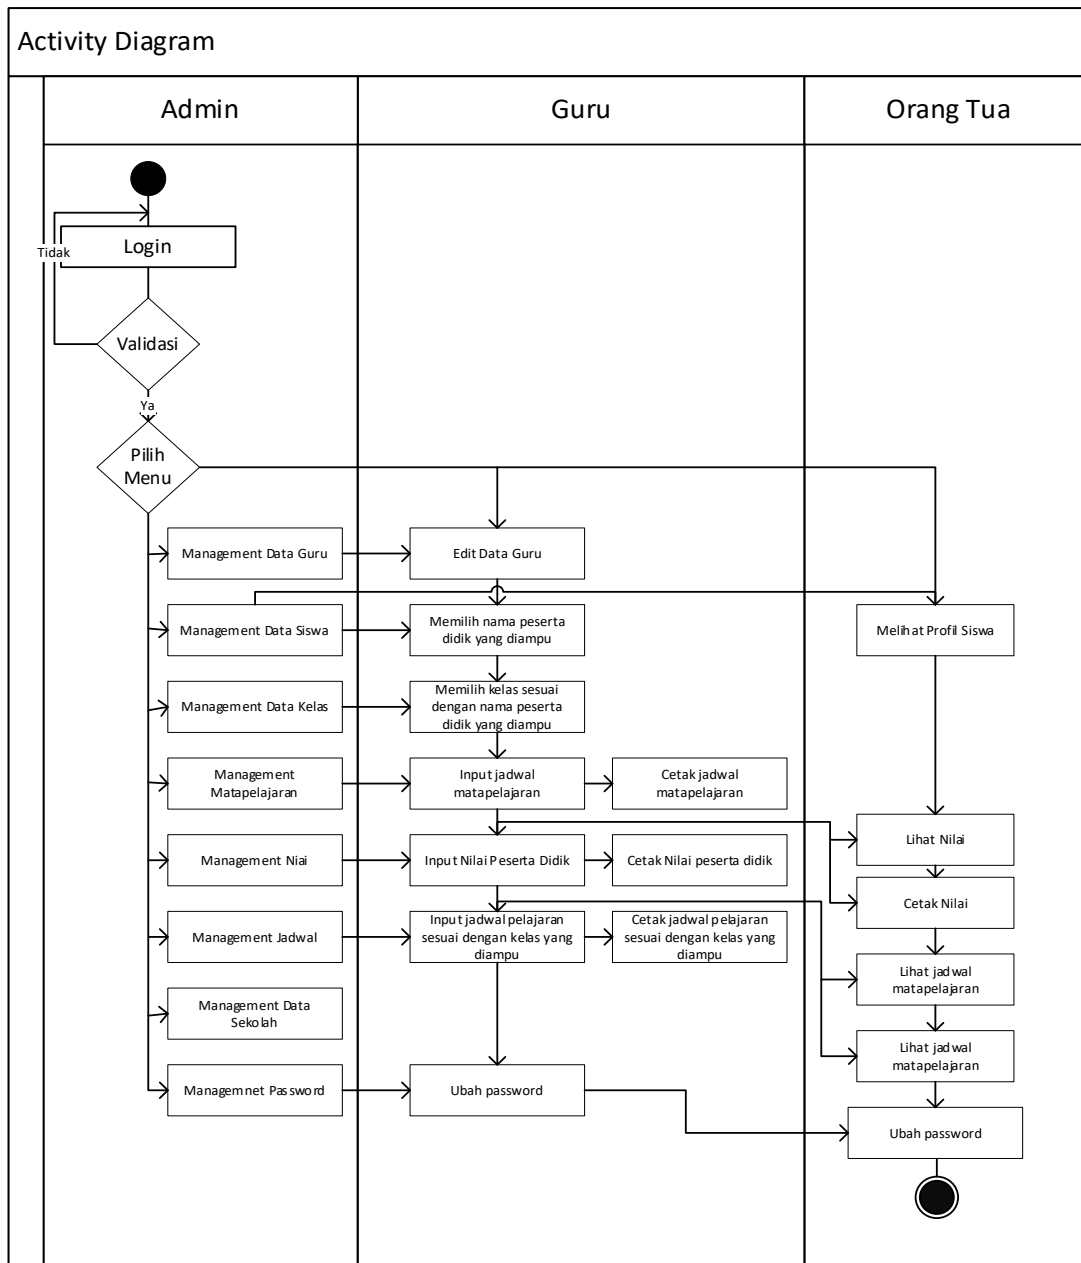 Activity Diagram
Admin
Guru
Orang Tua
Login
Tidak
Validasi
Ya
Pilih
Menu
Management Data Guru
Edit Data Guru
Management Data Siswa
Memilih nama peserta
didik yang diampu
Melihat Profil Siswa
Management Data Kelas
Memilih kelas sesuai
dengan nama peserta
didik yang diampu
Management
Matapelajaran
Input jadwal
matapelajaran
Cetak jadwal
matapelajaran
Lihat Nilai
Management Niai
Input Nilai Peserta Didik
Cetak Nilai peserta didik
Cetak Nilai
Management Jadwal
Input jadwal pelajaran
sesuai dengan kelas yang
diampu
Cetak jadwal pelajaran
sesuai dengan kelas yang
diampu
Lihat jadwal
matapelajaran
Management Data
Sekolah
Lihat jadwal
matapelajaran
Managemnet Password
Ubah password
Ubah password